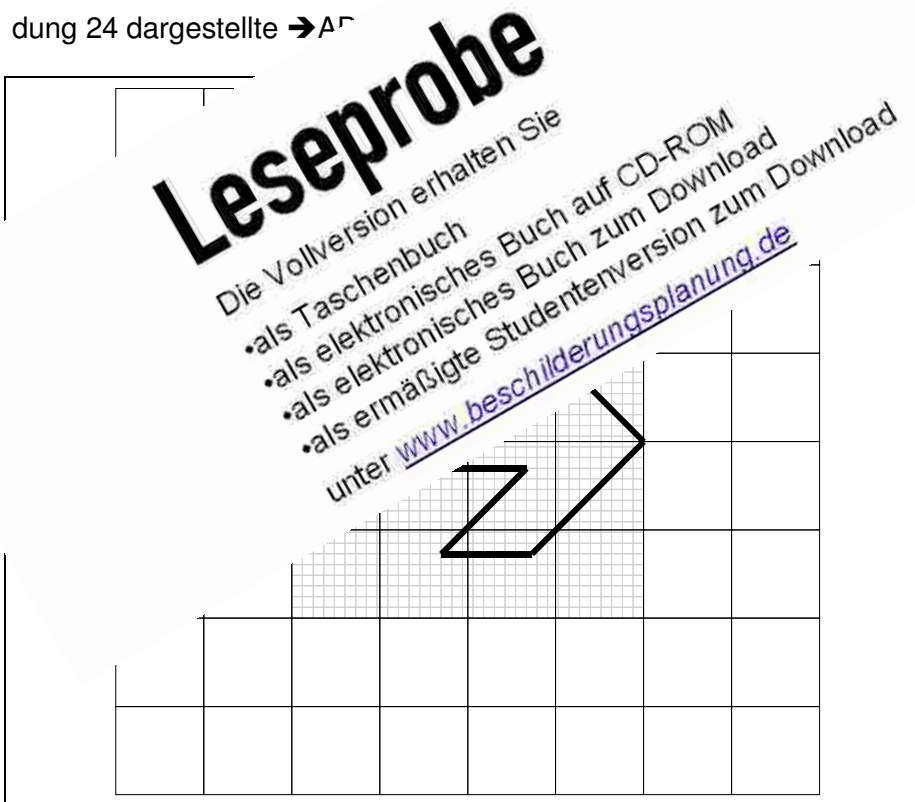 dung 24 dargestellte ➔
Leseprobe
Die Vollversion erhalten Sie
•als Taschenbuch
•als elektronisches Buch auf CD-ROM
•als elektronisches Buch zum Download
•als ermäßigte Studentenversion zum Download
unter www.beschilderungsplanung.de